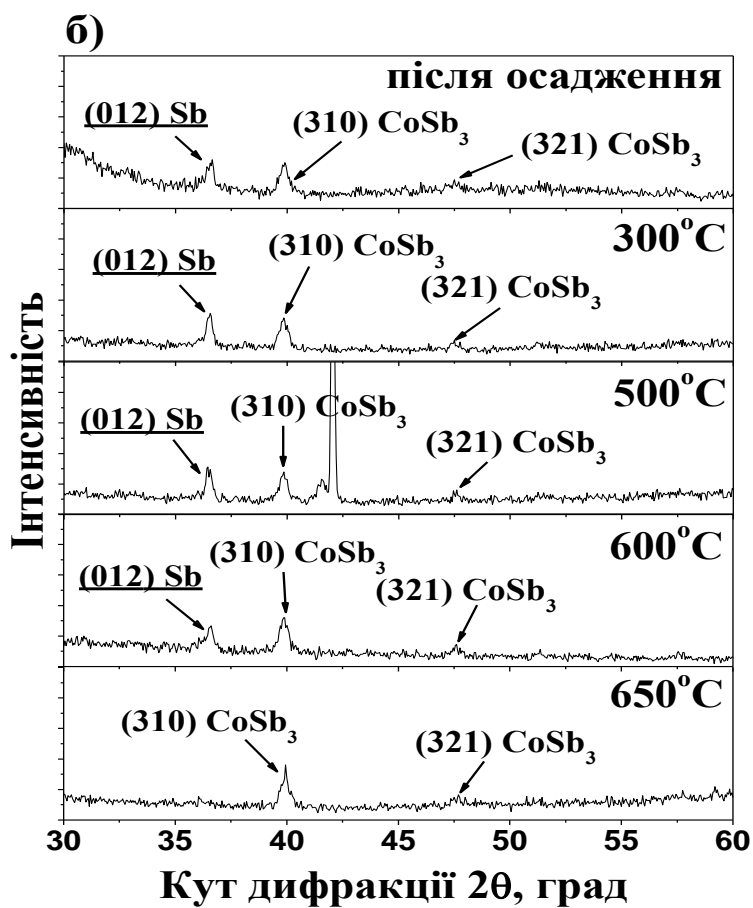 б)
після осадження
(012) Sb
(310) CoSb₃
(321) CoSb₃
300°C
(012) Sb
(310) CoSb₃
(321) CoSb₃
500°C
(012) Sb
(310) CoSb₃
(321) CoSb₃
600°C
(012) Sb
(310) CoSb₃
(321) CoSb₃
650°C
(310) CoSb₃
(321) CoSb₃
30 35 40 45 50 55 60
Кут дифракції 2θ, град
Інтенсивність